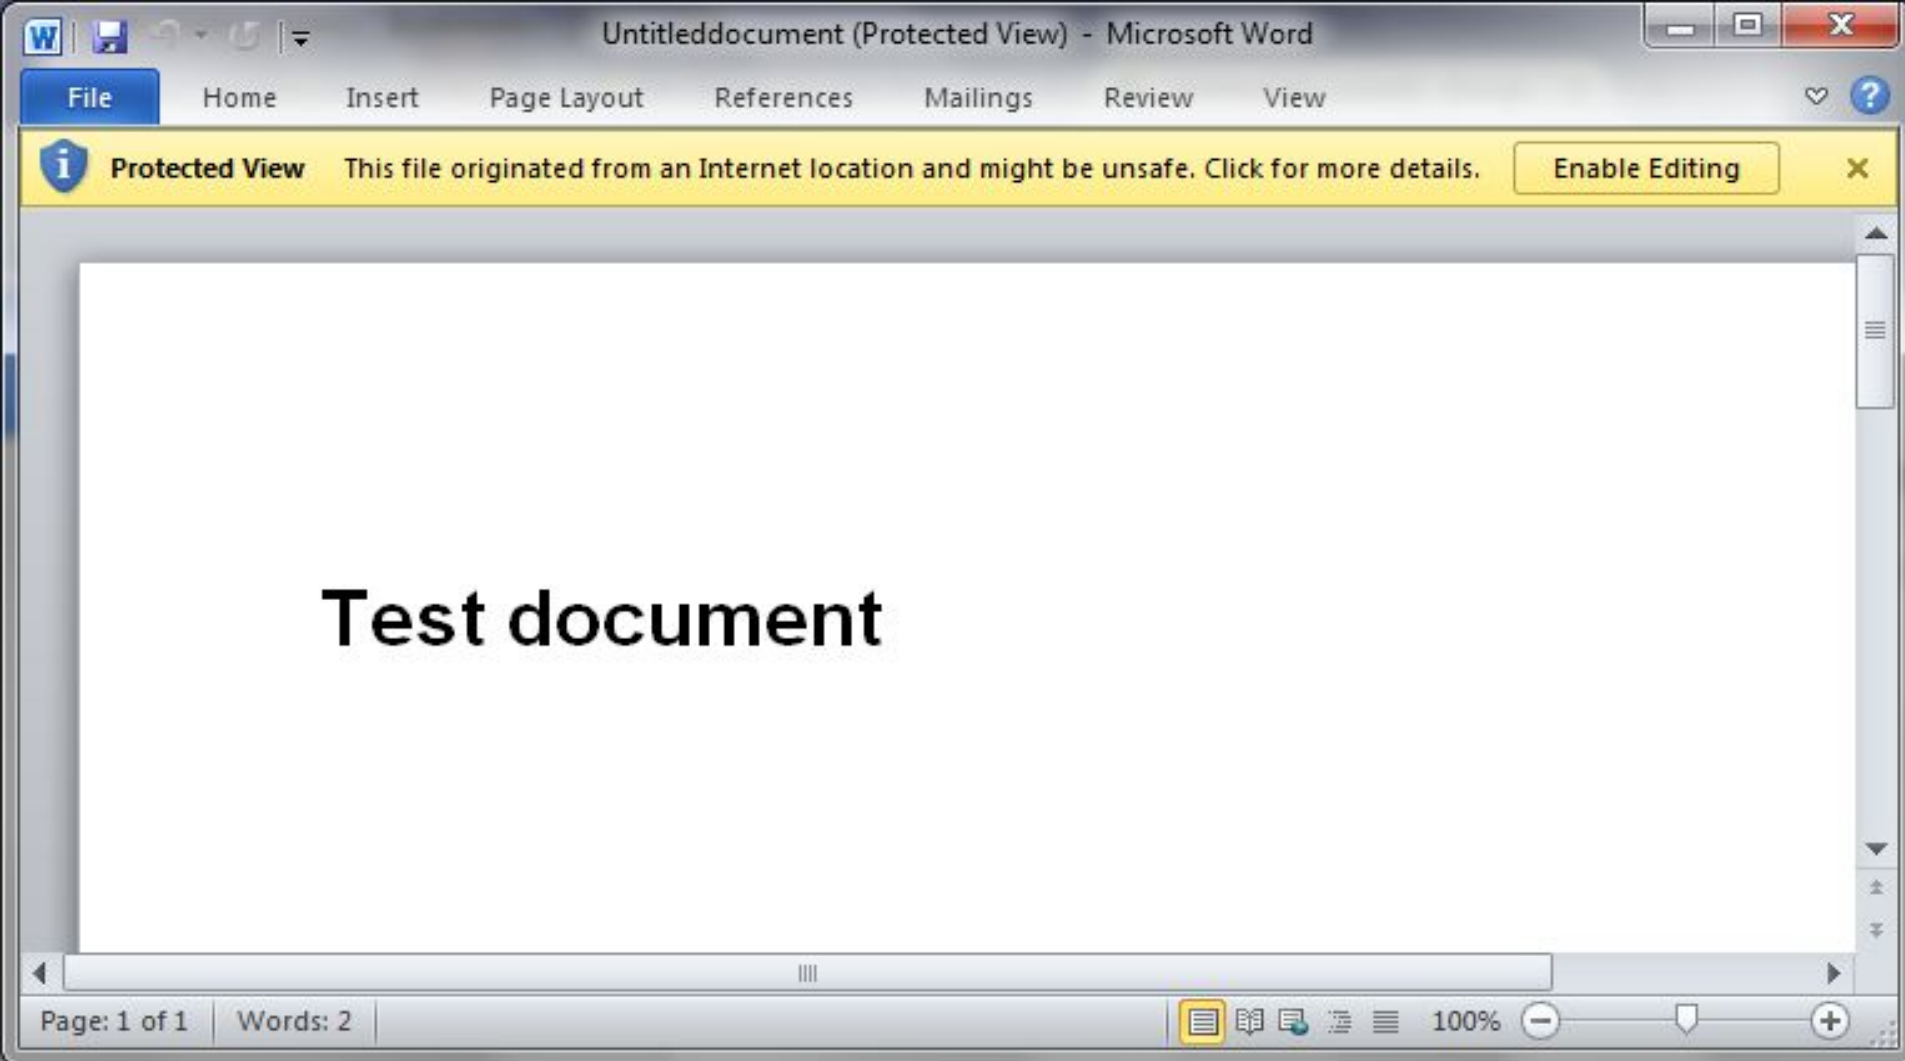 Untitleddocument (Protected View) - Microsoft Word
File Home Insert Page Layout References Mailings Review View
Protected View This file originated from an Internet location and might be unsafe. Click for more details. Enable Editing
Test document
Page: 1 of 1 Words: 2 100%